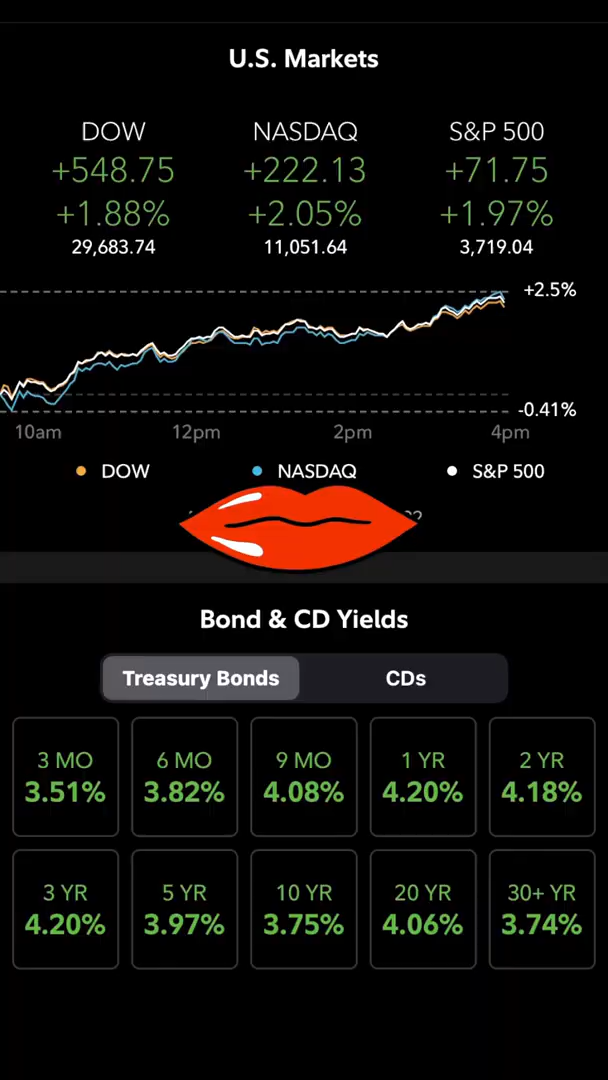 U.S. Markets
DOW NASDAQ S&P 500
+548.75 +222.13 +71.75
+1.88% +2.05% +1.97%
29,683.74 11,051.64 3,719.04
+2.5%
-0.41%
10am 12pm 2pm 4pm
DOW NASDAQ S&P 500
Bond & CD Yields
Treasury Bonds CDs
3 MO 6 MO 9 MO 1 YR 2 YR
3.51% 3.82% 4.08% 4.20% 4.18%
3 YR 5 YR 10 YR 20 YR 30+ YR
4.20% 3.97% 3.75% 4.06% 3.74%